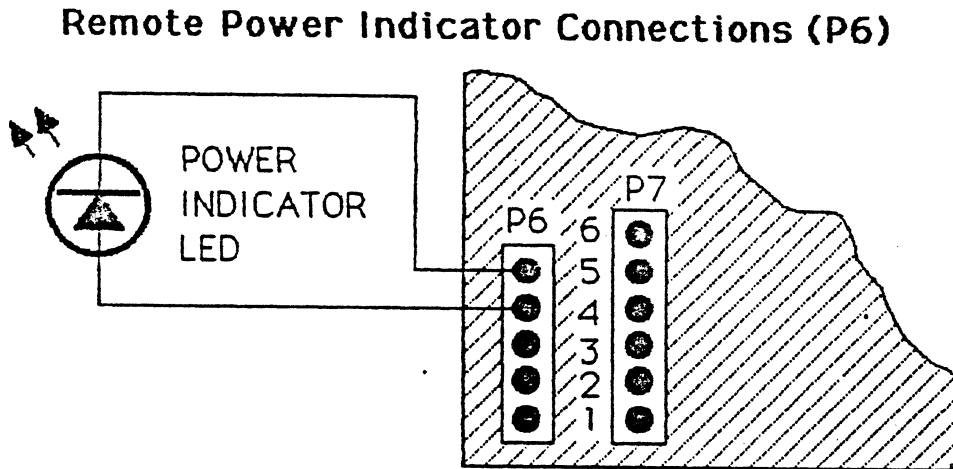 Remote Power Indicator Connections (P6)
POWER
INDICATOR
LED
P6
P7
6
5
4
3
2
1